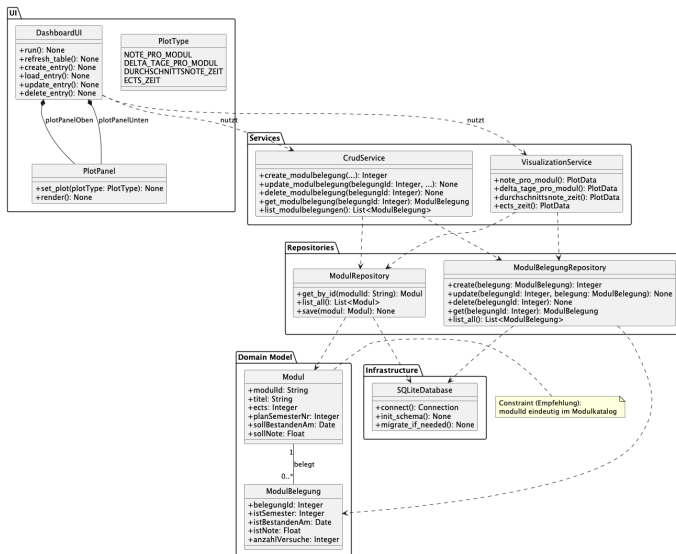 UI
DashboardUI
+run(): None
+refresh_table(): None
+create_entry(): None
+load_entry(): None
+update_entry(): None
+delete_entry(): None
PlotType
NOTE_PRO_MODUL
DELTA_TAGE_PRO_MODUL
DURCHSCHNITTSNOTE_ZEIT
ECTS_ZEIT
plotPanelOben
plotPanelUnten
nutzt
nutzt
PlotPanel
+set_plot(plotType: PlotType): None
+render(): None
Services
CrudService
+create_modulbelegung(...): Integer
+update_modulbelegung(belegungId: Integer, ...): None
+delete_modulbelegung(belegungId: Integer): None
+get_modulbelegung(belegungId: Integer): ModulBelegung
+list_modulbelegungen(): List<ModulBelegung>
VisualizationService
+note_pro_modul(): PlotData
+delta_tage_pro_modul(): PlotData
+durchschnittsnote_zeit(): PlotData
+ects_zeit(): PlotData
Repositories
ModulRepository
+get_by_id(modulId: String): Modul
+list_all(): List<Modul>
+save(modul: Modul): None
ModulBelegungRepository
+create(belegung: ModulBelegung): Integer
+update(belegungId: Integer, belegung: ModulBelegung): None
+delete(belegungId: Integer): None
+get(belegungId: Integer): ModulBelegung
+list_all(): List<ModulBelegung>
Domain Model
Modul
+modulId: String
+titel: String
+ects: Integer
+planSemesterNr: Integer
+sollBestandenAm: Date
+sollNote: Float
Infrastructure
SQLiteDatabase
+connect(): Connection
+init_schema(): None
+migrate_if_needed(): None
Constraint (Empfehlung):
modulId eindeutig im Modulkatalog
1
belegt
0..*
ModulBelegung
+belegungId: Integer
+istSemester: Integer
+istBestandenAm: Date
+istNote: Float
+anzahlVersuche: Integer